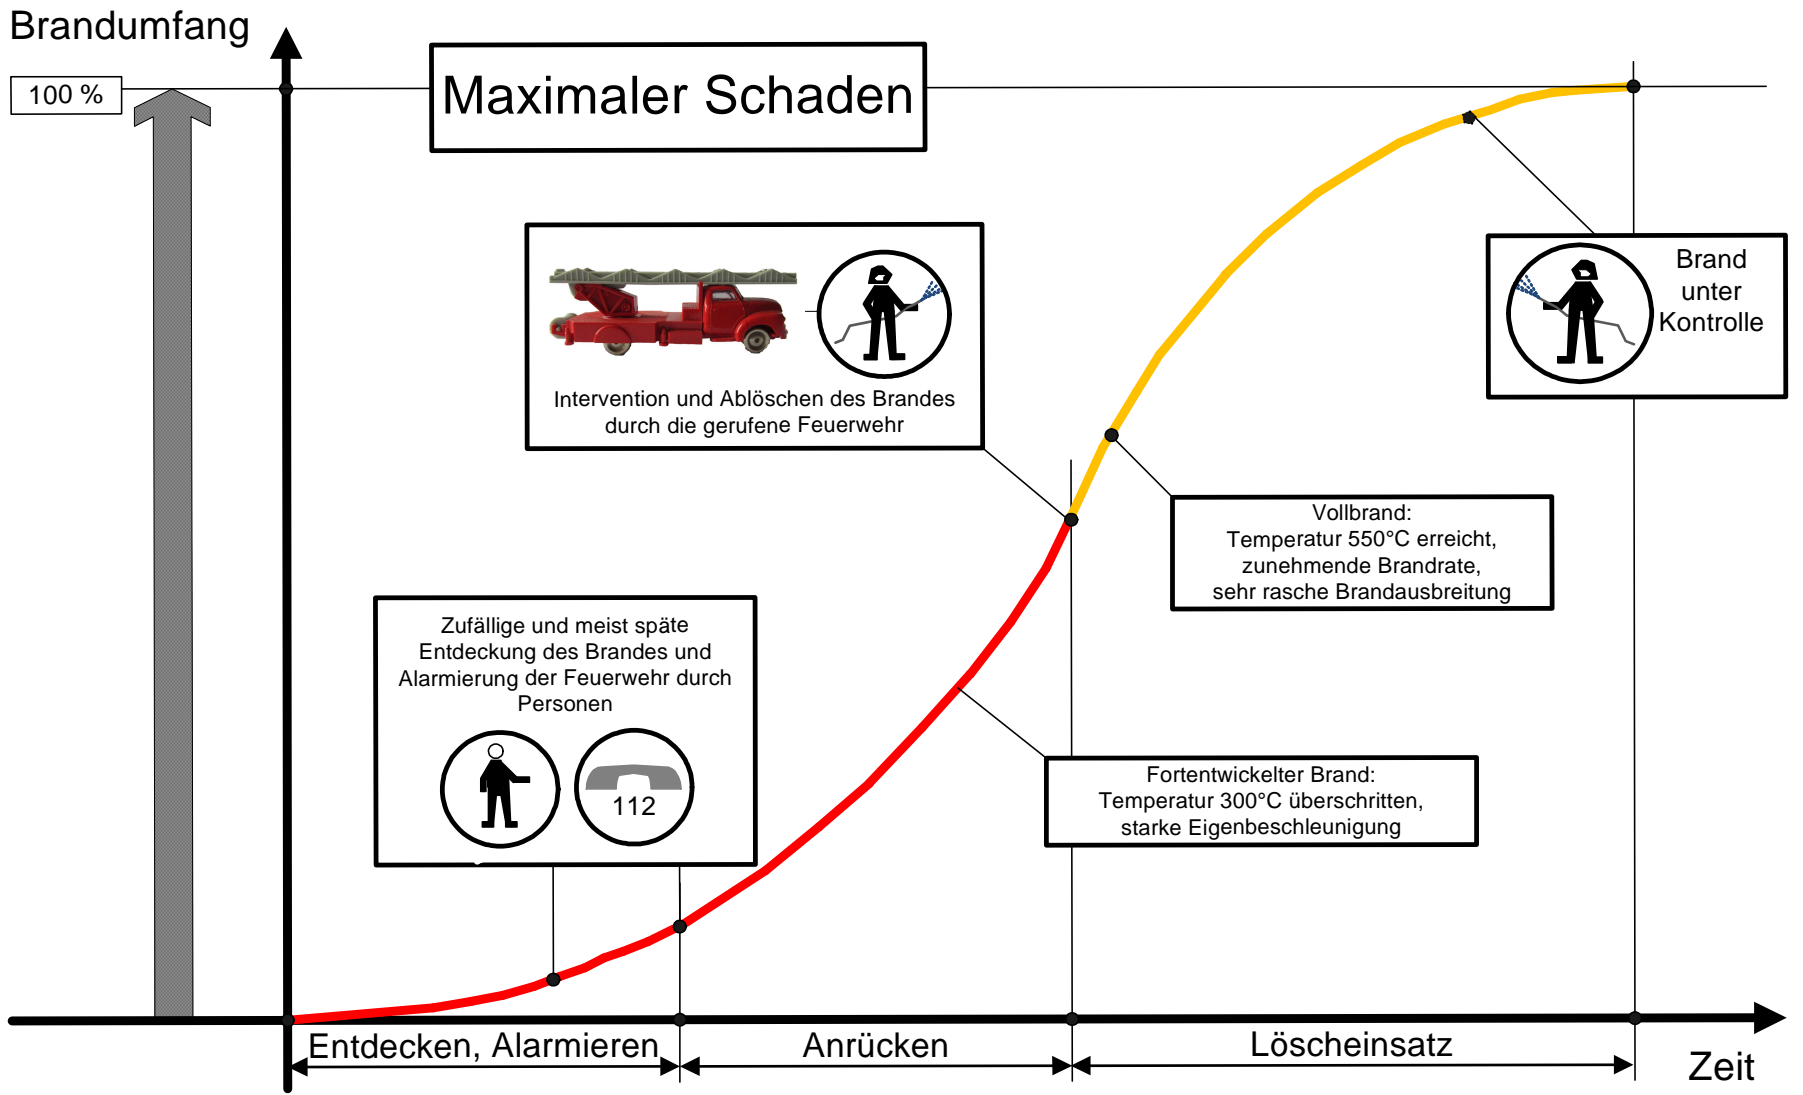 Brandumfang
100 %
Maximaler Schaden
Intervention und Ablöschen des Brandes
durch die gerufene Feuerwehr
Brand
unter
Kontrolle
Vollbrand:
Temperatur 550°C erreicht,
zunehmende Brandrate,
sehr rasche Brandausbreitung
Zufällige und meist späte
Entdeckung des Brandes und
Alarmierung der Feuerwehr durch
Personen
112
Fortentwickelter Brand:
Temperatur 300°C überschritten,
starke Eigenbeschleunigung
Entdecken, Alarmieren
Anrücken
Löscheinsatz
Zeit